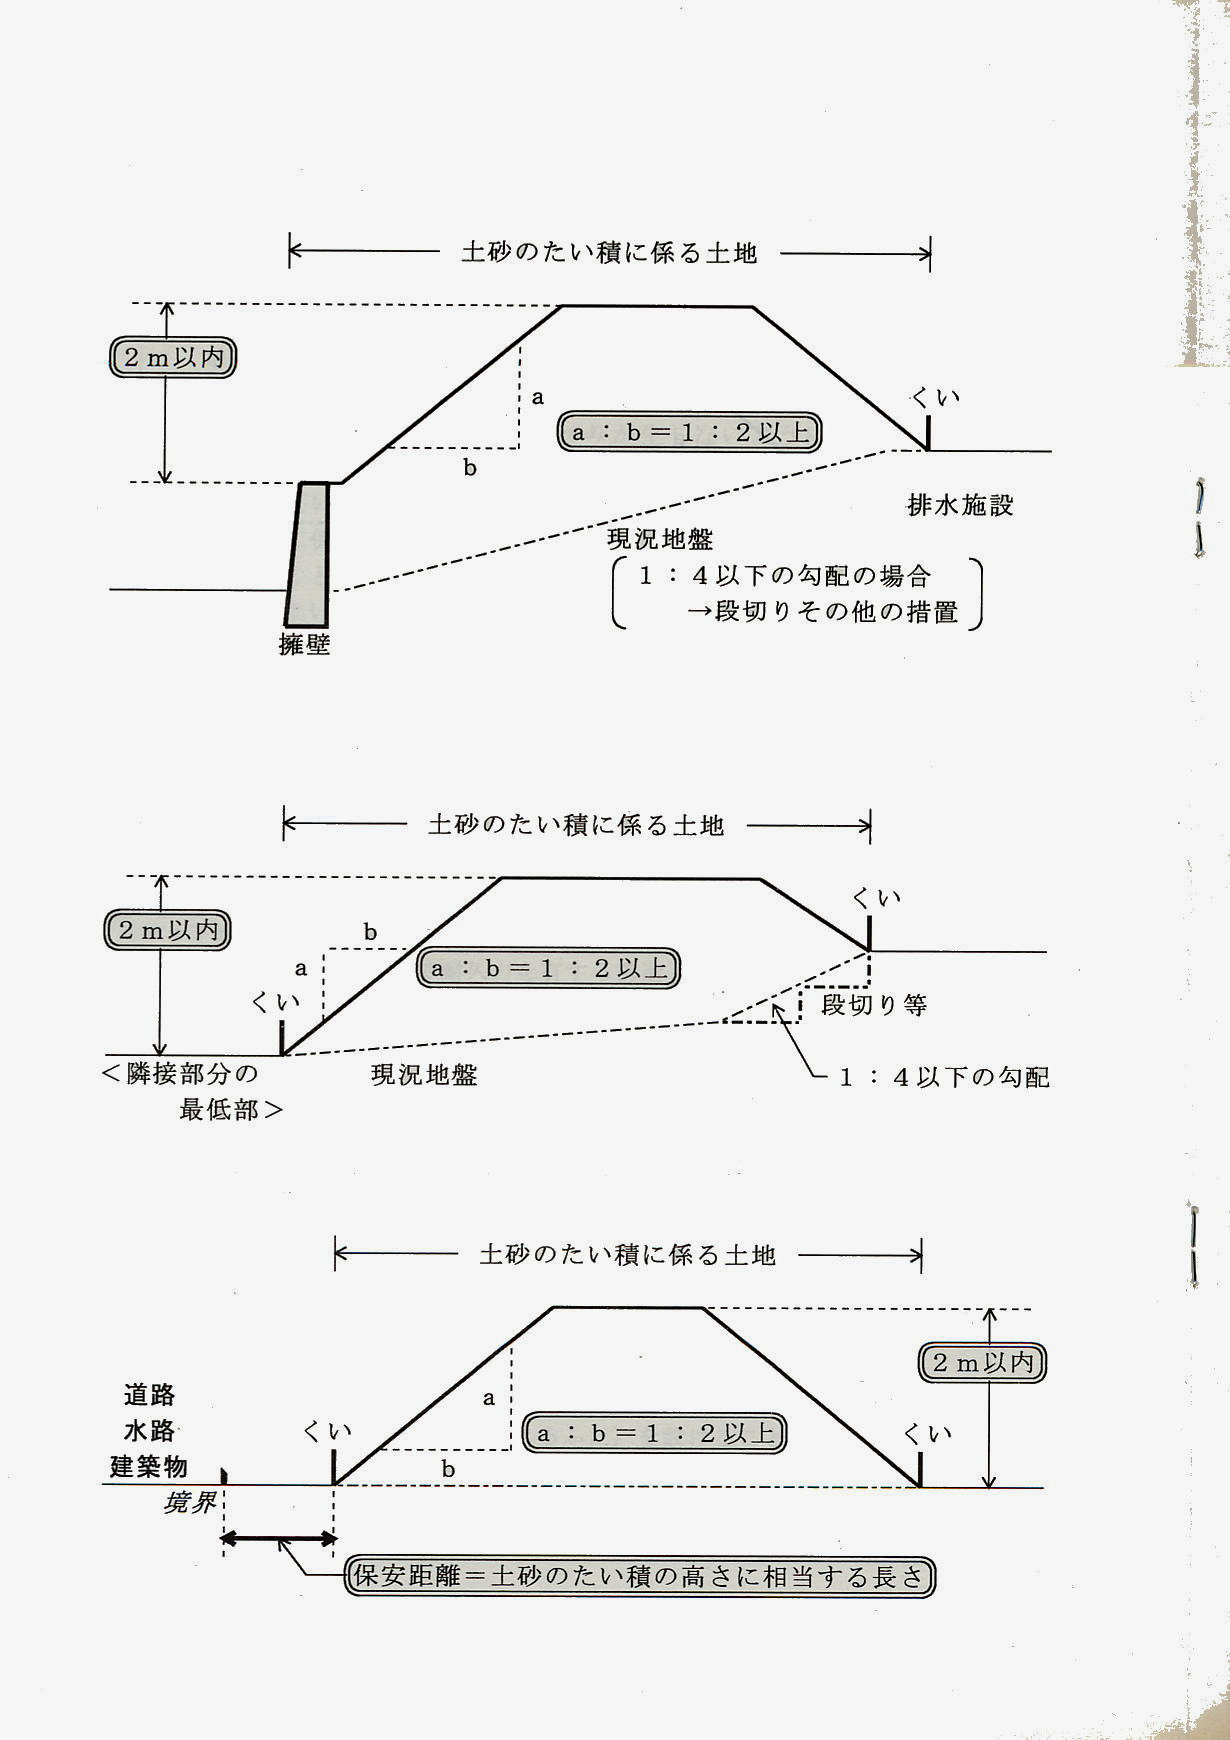 土砂のたい積に係る土地
２ｍ以内
くい
a
ａ：ｂ＝１：２以上
b
排水施設
現況地盤
１：４以下の勾配の場合
→段切りその他の措置
擁壁
土砂のたい積に係る土地
くい
２ｍ以内
b
a
ａ：ｂ＝１：２以上
くい
段切り等
＜隣接部分の
最低部＞
現況地盤
１：４以下の勾配
土砂のたい積に係る土地
２ｍ以内
道路
水路
建築物
くい
a
ａ：ｂ＝１：２以上
くい
b
境界
保安距離＝土砂のたい積の高さに相当する長さ